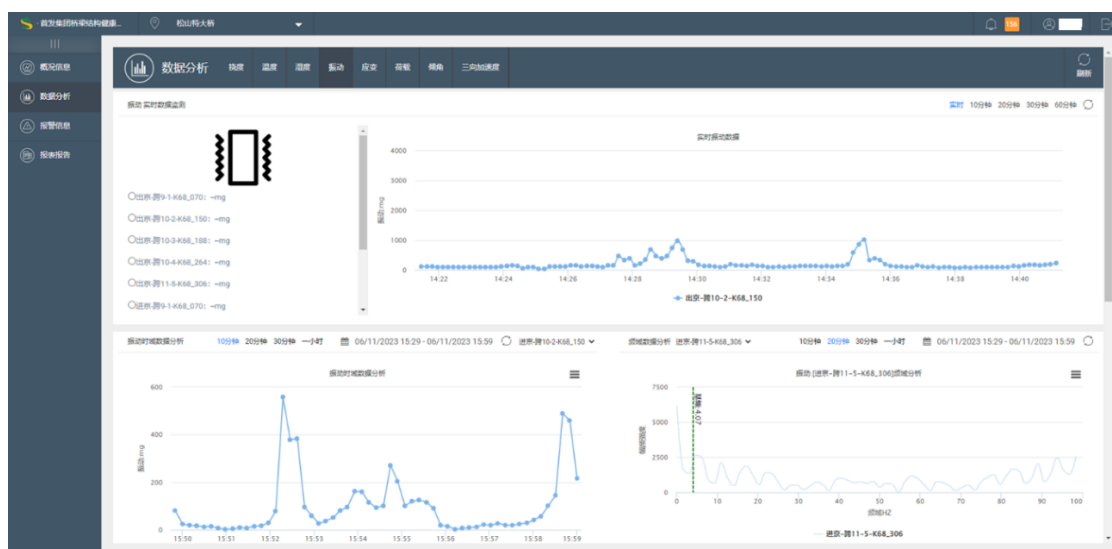 首发集团桥梁结构健康... 松山特大桥 156
概况信息
数据分析
报警信息
报表报告
数据分析 挠度 温度 湿度 振动 应变 荷载 倾角 三向加速度 刷新
振动 实时数据监测 实时 10分钟 20分钟 30分钟 60分钟
出京-跨9-1-K68_070: --mg
出京-跨10-2-K68_150: --mg
出京-跨10-3-K68_188: --mg
出京-跨10-4-K68_264: --mg
出京-跨11-5-K68_306: --mg
进京-跨9-1-K68_070: --mg
实时振动数据
振动:mg
4000
3000
2000
1000
0
14:22 14:24 14:26 14:28 14:30 14:32 14:34 14:36 14:38 14:40
出京-跨10-2-K68_150
振动时域数据分析 10分钟 20分钟 30分钟 一小时 06/11/2023 15:29 - 06/11/2023 15:59 进京-跨10-2-K68_150
振动时域数据分析
振动:mg
600
400
200
0
15:50 15:51 15:52 15:53 15:54 15:55 15:56 15:57 15:58 15:59
频域数据分析 进京-跨11-5-K68_306 10分钟 20分钟 30分钟 一小时 06/11/2023 15:29 - 06/11/2023 15:59
振动:[进京-跨11-5-K68_306]频域分析
7500
5000
2500
0
4.07
0 10 20 30 40 50 60 70 80 90 100
频域HZ
进京-跨11-5-K68_306